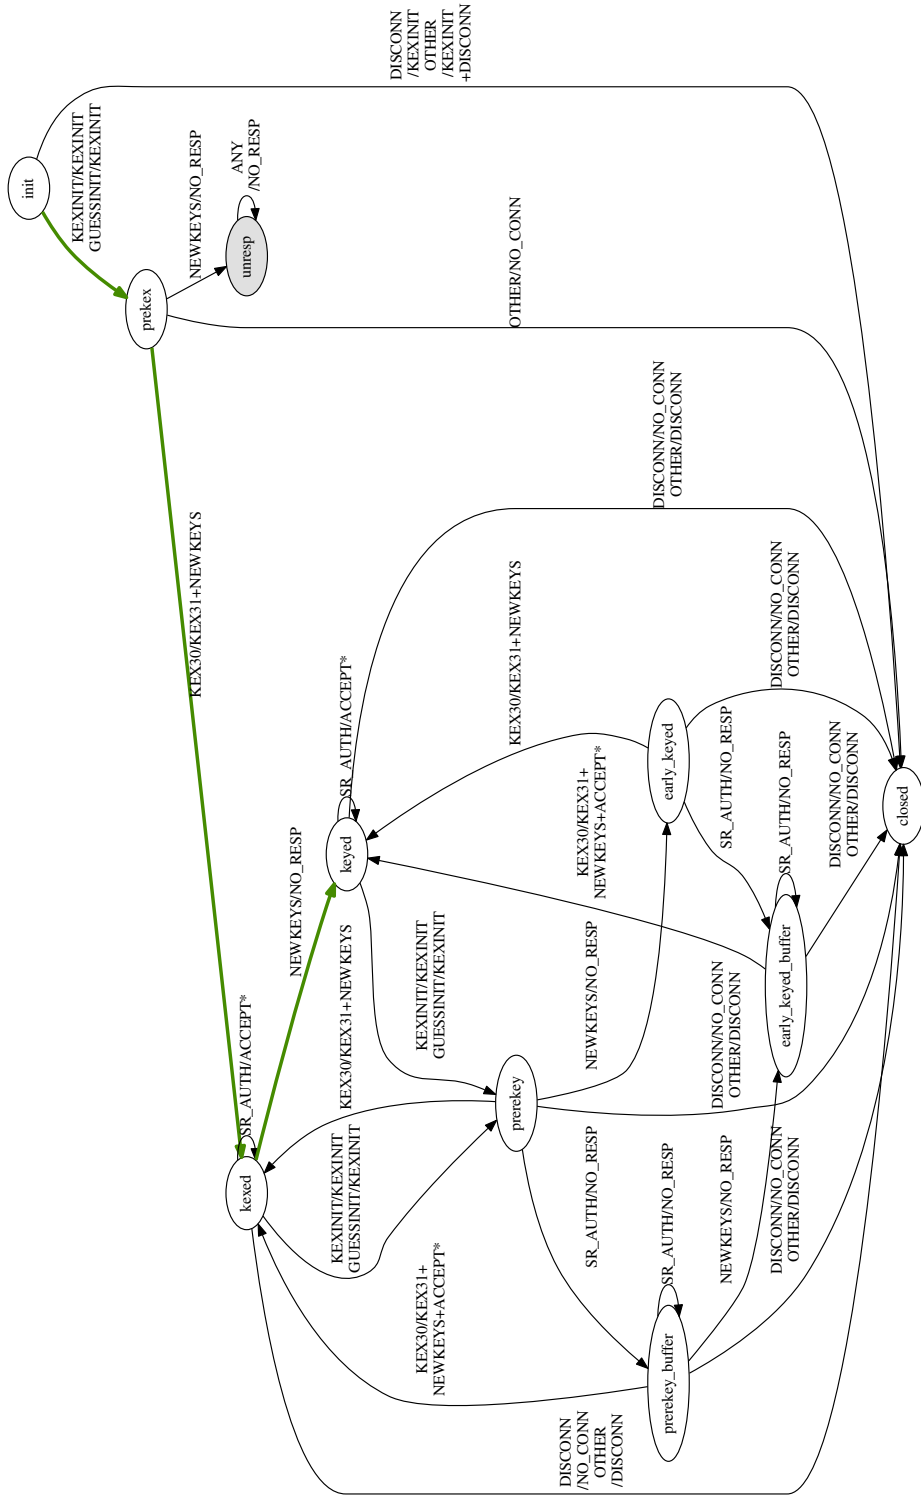 init
KEXINIT/KEXINIT
GUESSINIT/KEXINIT
DISCONN
/KEXINIT
OTHER
/KEXINIT
+DISCONN
prekex
NEWKEYS/NO_RESP
unresp
ANY
/NO_RESP
OTHER/NO_CONN
KEX30/KEX31+NEWKEYS
kexed
SR_AUTH/ACCEPT*
NEWKEYS/NO_RESP
keyed
SR_AUTH/ACCEPT*
DISCONN/NO_CONN
OTHER/DISCONN
KEXINIT/KEXINIT
GUESSINIT/KEXINIT
KEX30/KEX31+NEWKEYS
KEXINIT/KEXINIT
GUESSINIT/KEXINIT
KEX30/KEX31+NEWKEYS
KEX30/KEX31+
NEWKEYS+ACCEPT*
prerekey
NEWKEYS/NO_RESP
KEX30/KEX31+
NEWKEYS+ACCEPT*
early_keyed
DISCONN/NO_CONN
OTHER/DISCONN
SR_AUTH/NO_RESP
SR_AUTH/NO_RESP
prerekey_buffer
SR_AUTH/NO_RESP
NEWKEYS/NO_RESP
DISCONN/NO_CONN
OTHER/DISCONN
early_keyed_buffer
SR_AUTH/NO_RESP
DISCONN/NO_CONN
OTHER/DISCONN
DISCONN
/NO_CONN
OTHER
/DISCONN
DISCONN/NO_CONN
OTHER/DISCONN
closed